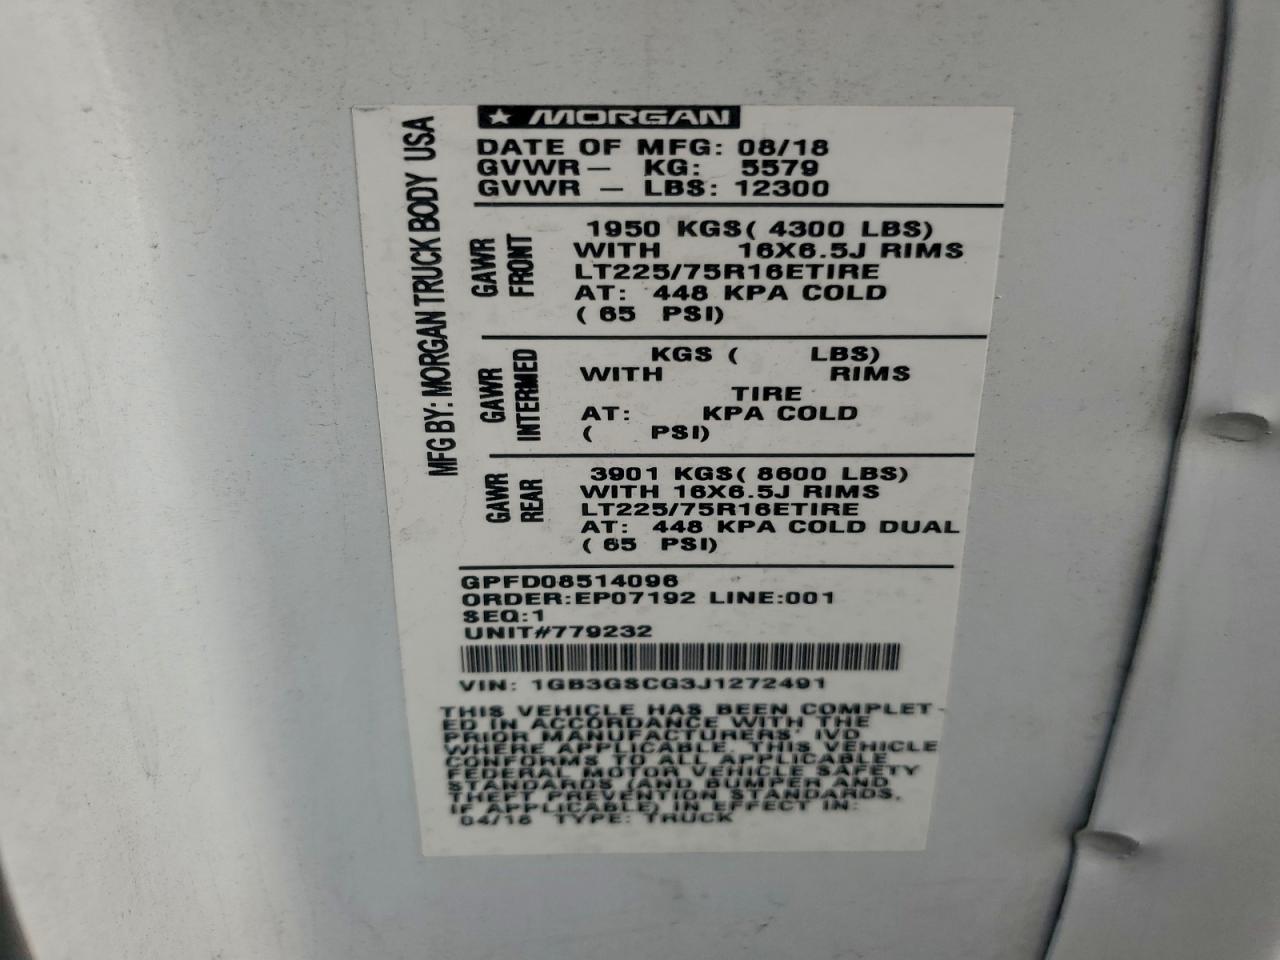 MFG BY: MORGAN TRUCK BODY USA
MORGAN
DATE OF MFG: 08/18
GVWR— KG: 5579
GVWR — LBS: 12300
GAWR
FRONT
1950 KGS( 4300 LBS)
WITH 16X6.5J RIMS
LT225/75R16ETIRE
AT: 448 KPA COLD
( 65 PSI)
GAWR
INTERMED
KGS ( LBS)
WITH RIMS
TIRE
AT: KPA COLD
( PSI)
GAWR
REAR
3901 KGS( 8600 LBS)
WITH 16X6.5J RIMS
LT225/75R16ETIRE
AT: 448 KPA COLD DUAL
( 65 PSI)
GPFD08514096
ORDER:EP07192 LINE:001
SEQ:1
UNIT#779232
VIN: 1GB3GSCG3J1272491
THIS VEHICLE HAS BEEN COMPLET-
ED IN ACCORDANCE WITH THE
PRIOR MANUFACTURERS' IVD
WHERE APPLICABLE. THIS VEHICLE
CONFORMS TO ALL APPLICABLE
FEDERAL MOTOR VEHICLE SAFETY
STANDARDS (AND BUMPER AND
THEFT PREVENTION STANDARDS,
IF APPLICABLE) IN EFFECT IN:
TYPE: TRUCK